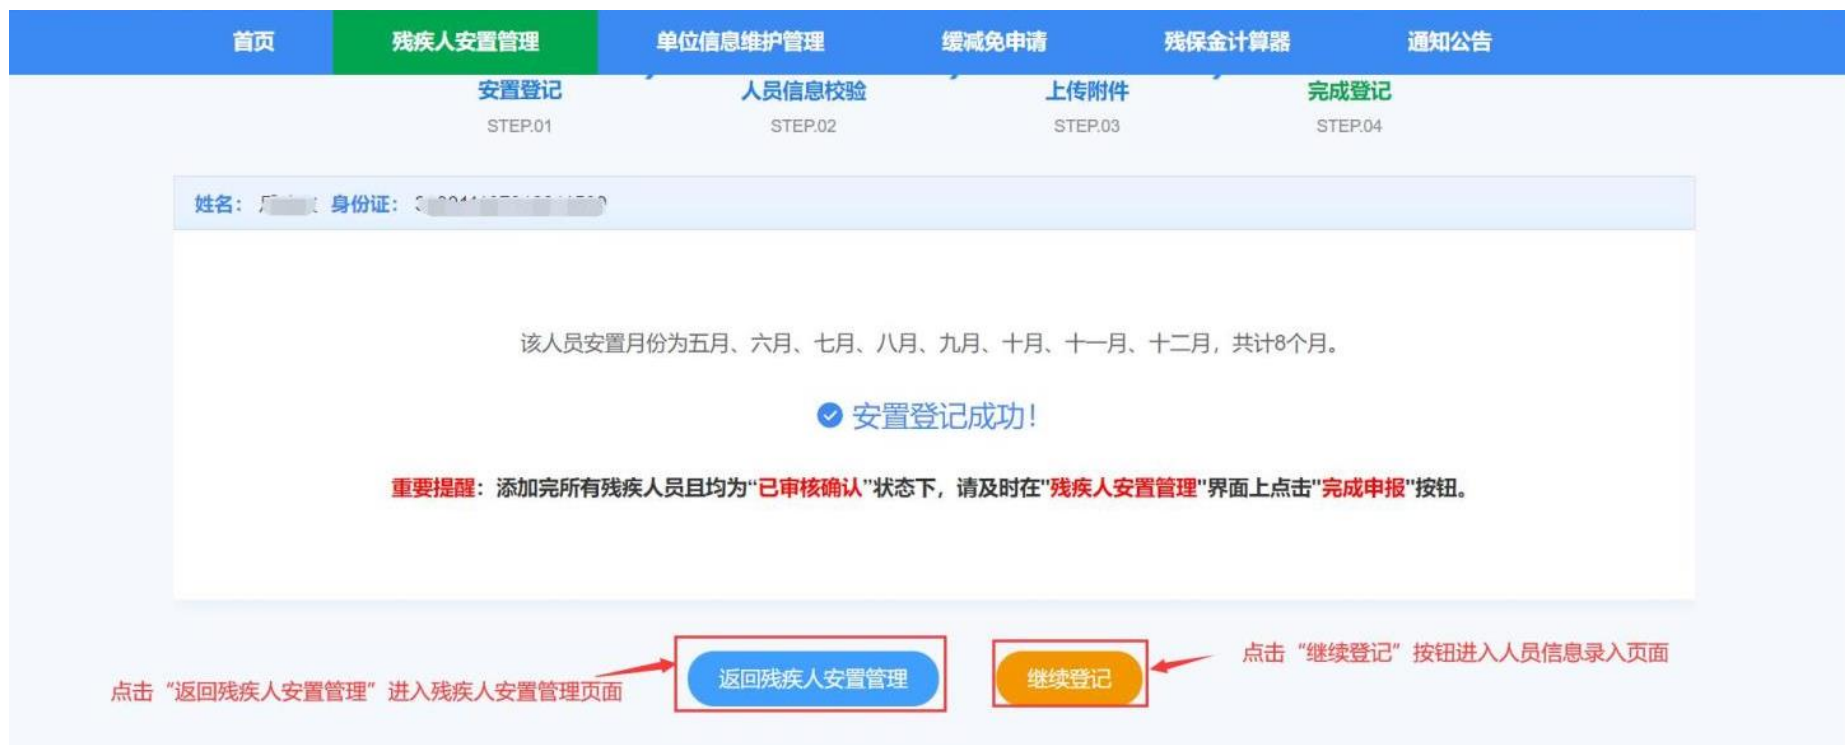 首页 残疾人安置管理 单位信息维护管理 缓减免申请 残保金计算器 通知公告
安置登记 人员信息校验 上传附件 完成登记
STEP.01 STEP.02 STEP.03 STEP.04
姓名： 身份证：
该人员安置月份为五月、六月、七月、八月、九月、十月、十一月、十二月，共计8个月。
安置登记成功！
重要提醒：添加完所有残疾人员且均为“已审核确认”状态下，请及时在"残疾人安置管理"界面上点击"完成申报"按钮。
点击“继续登记”按钮进入人员信息录入页面
返回残疾人安置管理 继续登记
点击“返回残疾人安置管理”进入残疾人安置管理页面